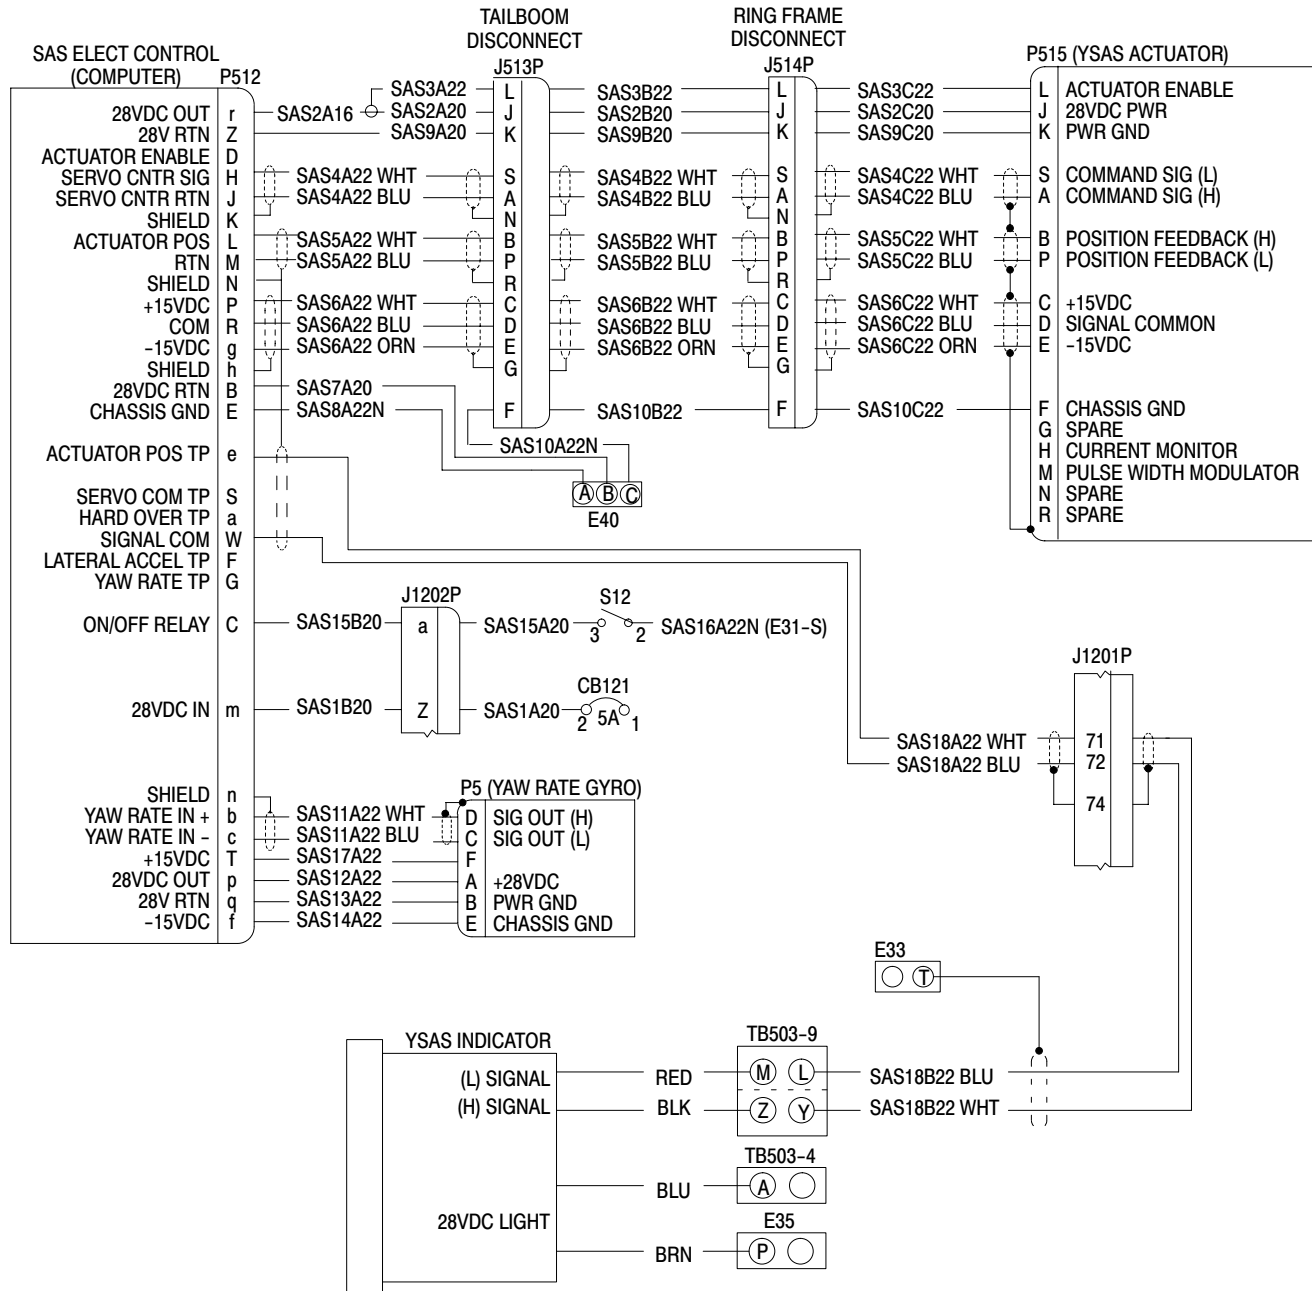 TAILBOOM
DISCONNECT
RING FRAME
DISCONNECT
SAS ELECT CONTROL
(COMPUTER) P512
J513P
J514P
P515 (YSAS ACTUATOR)
28VDC OUT r SAS2A16 SAS3A22 L SAS3B22 L SAS3C22 L ACTUATOR ENABLE
SAS2A20 J SAS2B20 J SAS2C20 J 28VDC PWR
28V RTN Z SAS9A20 K SAS9B20 K SAS9C20 K PWR GND
ACTUATOR ENABLE D
SERVO CNTR SIG H SAS4A22 WHT S SAS4B22 WHT S SAS4C22 WHT S COMMAND SIG (L)
SERVO CNTR RTN J SAS4A22 BLU A SAS4B22 BLU A SAS4C22 BLU A COMMAND SIG (H)
SHIELD K N N
ACTUATOR POS L SAS5A22 WHT B SAS5B22 WHT B SAS5C22 WHT B POSITION FEEDBACK (H)
RTN M SAS5A22 BLU P SAS5B22 BLU P SAS5C22 BLU P POSITION FEEDBACK (L)
SHIELD N R R
+15VDC P SAS6A22 WHT C SAS6B22 WHT C SAS6C22 WHT C +15VDC
COM R SAS6A22 BLU D SAS6B22 BLU D SAS6C22 BLU D SIGNAL COMMON
-15VDC g SAS6A22 ORN E SAS6B22 ORN E SAS6C22 ORN E -15VDC
SHIELD h G G
28VDC RTN B SAS7A20
CHASSIS GND E SAS8A22N F SAS10B22 F SAS10C22 F CHASSIS GND
G SPARE
SAS10A22N
H CURRENT MONITOR
ACTUATOR POS TP e
M PULSE WIDTH MODULATOR
SERVO COM TP S A B C N SPARE
HARD OVER TP a E40 R SPARE
SIGNAL COM W
LATERAL ACCEL TP F
YAW RATE TP G
J1202P
S12
ON/OFF RELAY C SAS15B20 a SAS15A20 3 2 SAS16A22N (E31-S)
J1201P
CB121
28VDC IN m SAS1B20 Z SAS1A20 2 5A 1
SAS18A22 WHT 71
SAS18A22 BLU 72
74
P5 (YAW RATE GYRO)
SHIELD n
YAW RATE IN + b SAS11A22 WHT D SIG OUT (H)
YAW RATE IN - c SAS11A22 BLU C SIG OUT (L)
+15VDC T SAS17A22 F
28VDC OUT p SAS12A22 A +28VDC
28V RTN q SAS13A22 B PWR GND
-15VDC f SAS14A22 E CHASSIS GND
E33
T
YSAS INDICATOR
TB503-9
(L) SIGNAL RED M L SAS18B22 BLU
(H) SIGNAL BLK Z Y SAS18B22 WHT
TB503-4
BLU A
28VDC LIGHT
E35
BRN P